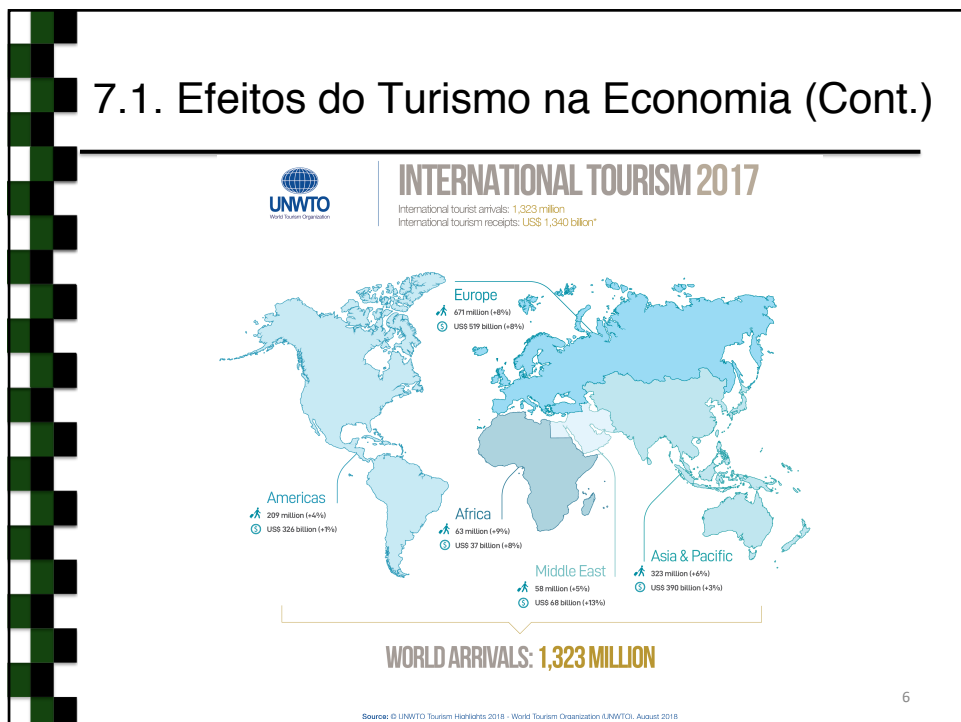 7.1. Efeitos do Turismo na Economia (Cont.)
UNWTO
World Tourism Organization
INTERNATIONAL TOURISM 2017
International tourist arrivals: 1,323 million
International tourism receipts: US$ 1,340 billion*
Europe
671 million (+8%)
US$ 519 billion (+8%)
Americas
209 million (+4%)
US$ 326 billion (+1%)
Africa
63 million (+9%)
US$ 37 billion (+8%)
Middle East
58 million (+5%)
US$ 68 billion (+13%)
Asia & Pacific
323 million (+6%)
US$ 390 billion (+3%)
WORLD ARRIVALS: 1,323 MILLION
6
Source: © UNWTO Tourism Highlights 2018 - World Tourism Organization (UNWTO), August 2018